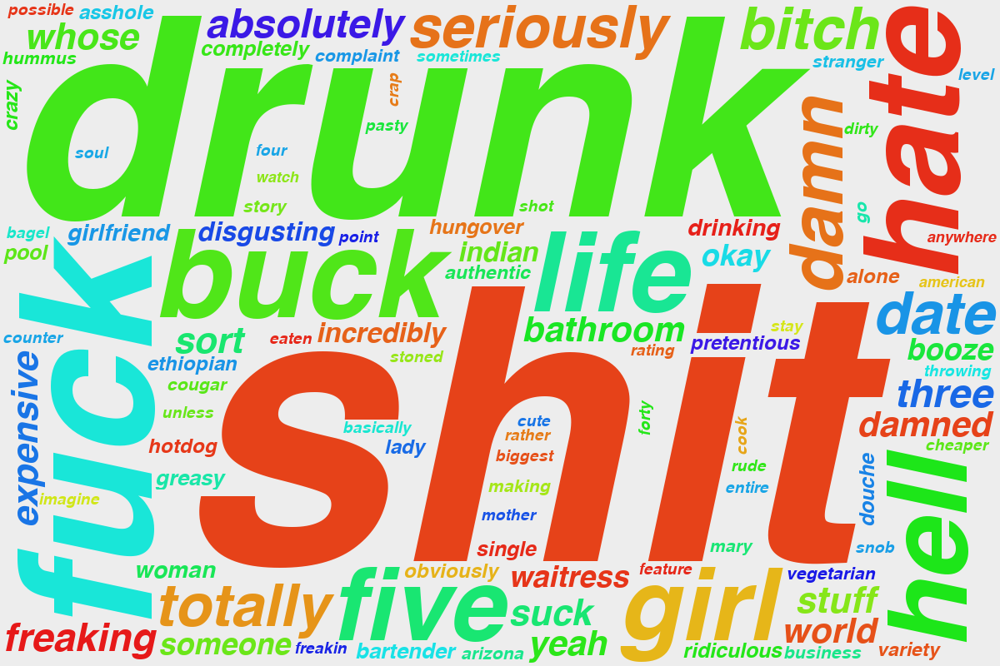 possible
asshole
absolutely
seriously
bitch
hate
whose
completely
complaint
sometimes
stranger
hummus
level
drunk
crazy
crap
damn
pasty
dirty
soul
four
watch
story
shot
go
bagel
girlfriend
disgusting
point
hungover
drinking
anywhere
pool
fuck
buck
indian
life
okay
authentic
alone
american
date
counter
sort
eaten
incredibly
bathroom
stay
pretentious
booze
expensive
ethiopian
stoned
rating
throwing
cougar
shit
three
unless
basically
cute
forty
cook
damned
hotdog
lady
rather
cheaper
biggest
rude
hell
greasy
making
entire
douche
imagine
mother
single
mary
snob
woman
obviously
waitress
feature
girl
vegetarian
totally
five
suck
stuff
freaking
someone
freakin
bartender
arizona
yeah
ridiculous
world
business
variety